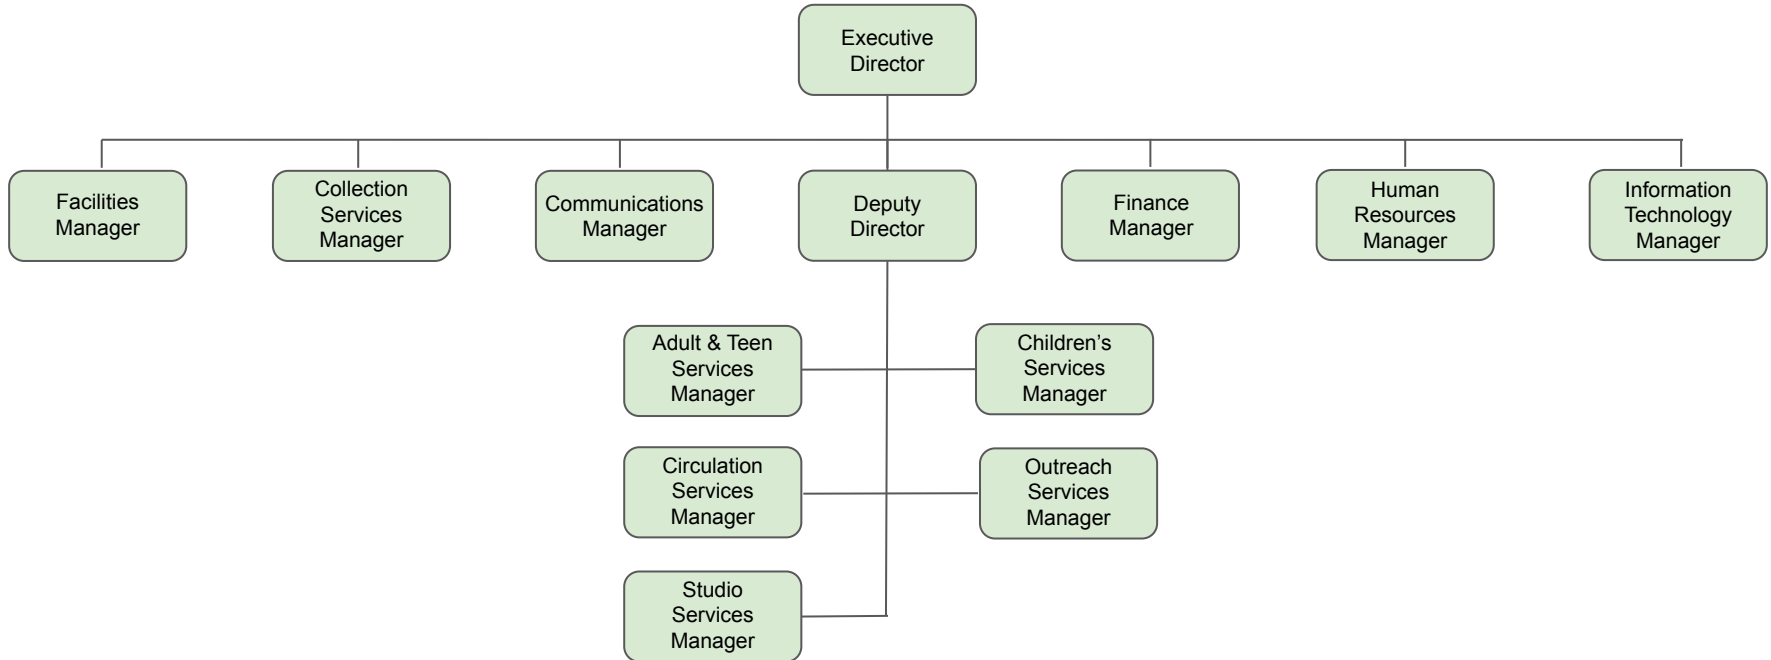 Executive
Director
Facilities
Manager
Collection
Services
Manager
Communications
Manager
Deputy
Director
Finance
Manager
Human
Resources
Manager
Information
Technology
Manager
Adult & Teen
Services
Manager
Children’s
Services
Manager
Circulation
Services
Manager
Outreach
Services
Manager
Studio
Services
Manager